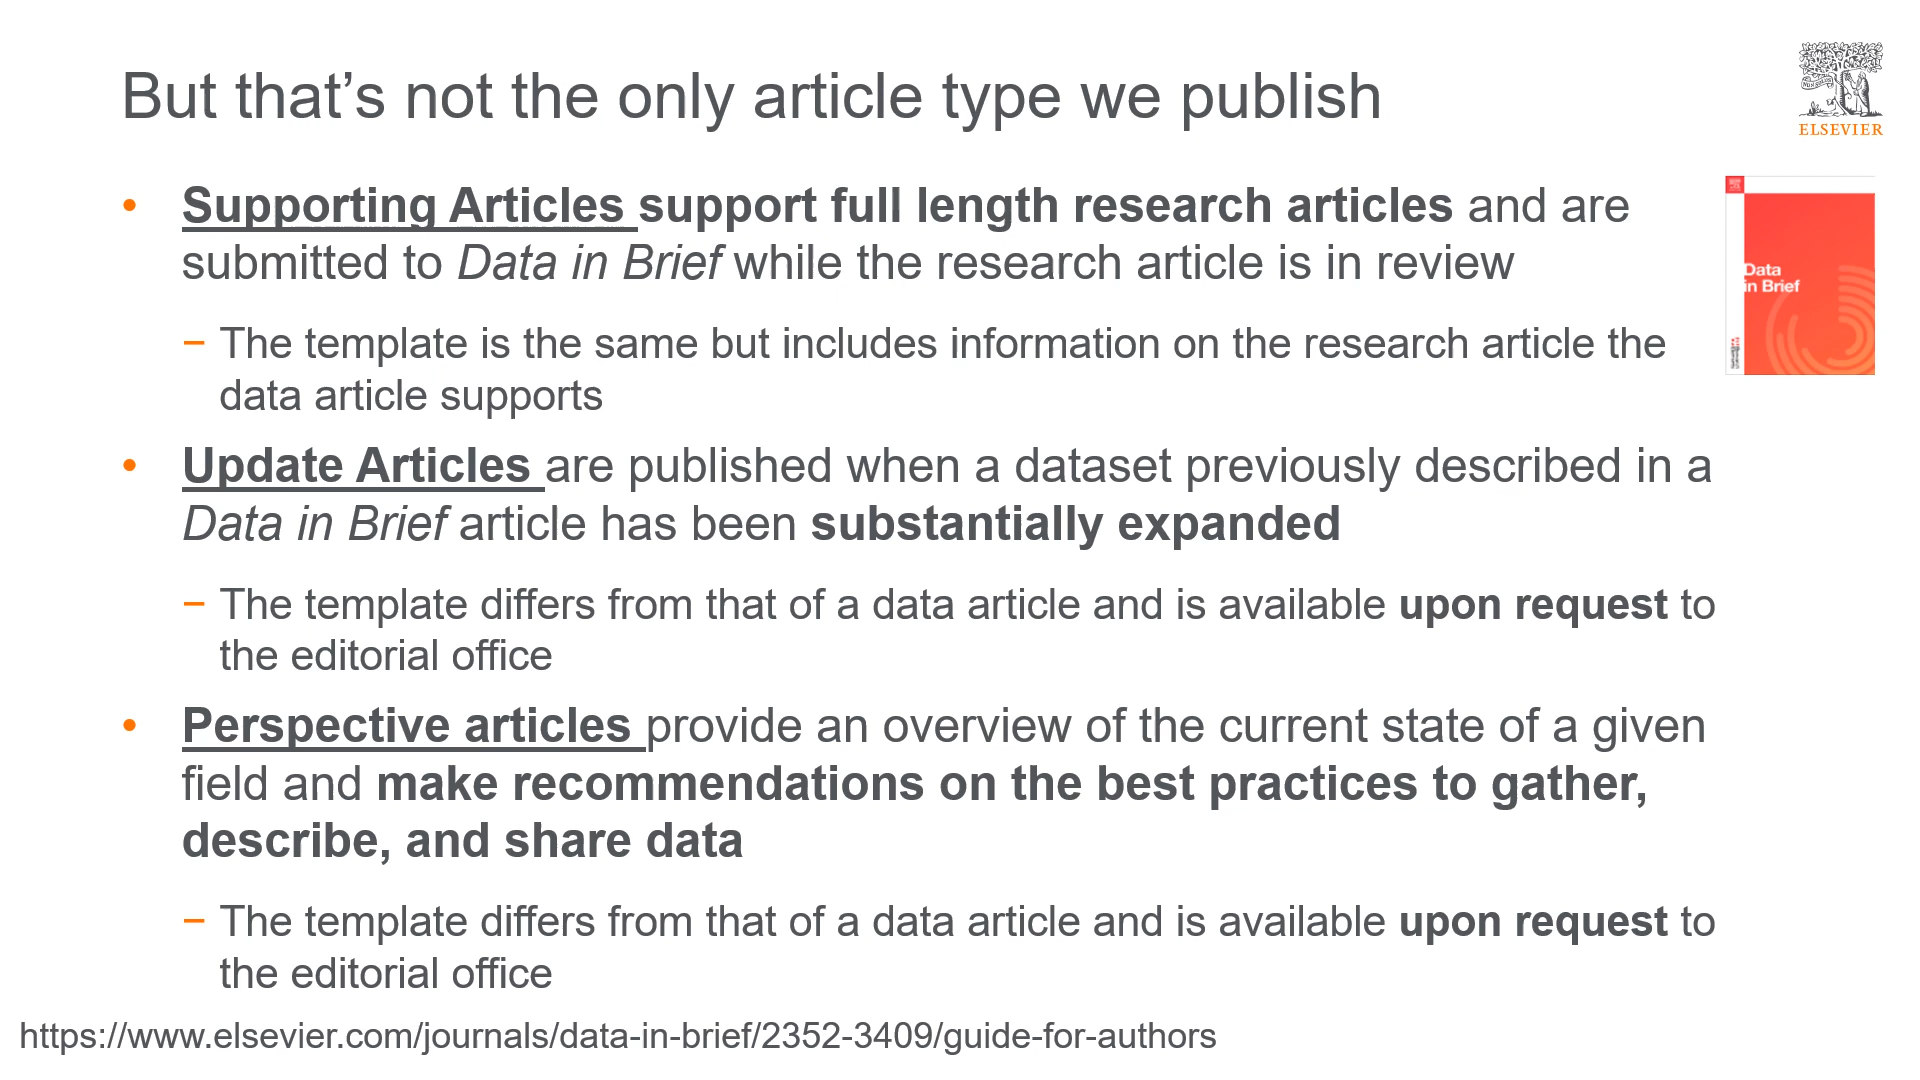 But that’s not the only article type we publish
ELSEVIER
• Supporting Articles support full length research articles and are
submitted to Data in Brief while the research article is in review
− The template is the same but includes information on the research article the
data article supports
Data
in Brief
• Update Articles are published when a dataset previously described in a
Data in Brief article has been substantially expanded
− The template differs from that of a data article and is available upon request to
the editorial office
• Perspective articles provide an overview of the current state of a given
field and make recommendations on the best practices to gather,
describe, and share data
− The template differs from that of a data article and is available upon request to
the editorial office
https://www.elsevier.com/journals/data-in-brief/2352-3409/guide-for-authors